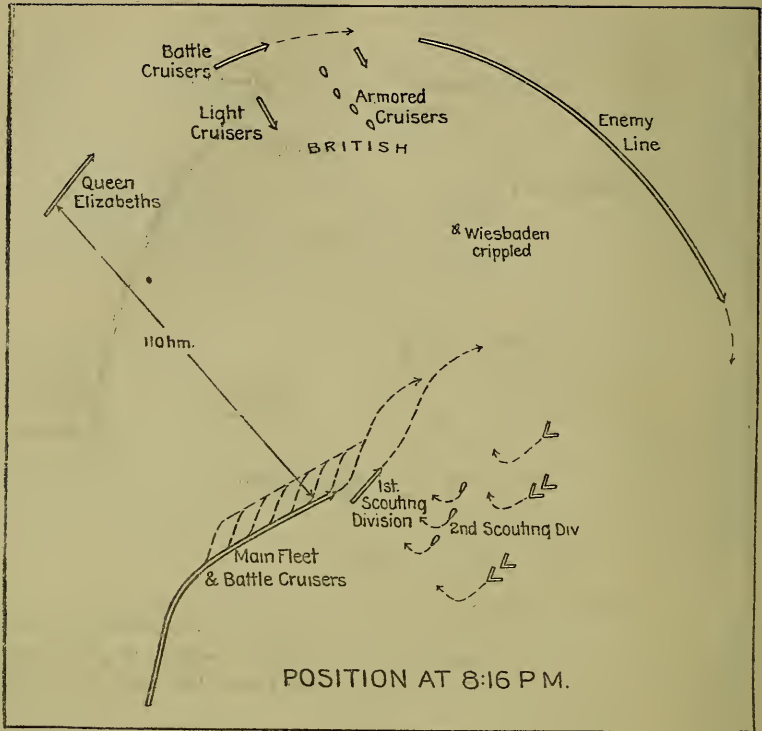 Battle
Cruisers
Light
Cruisers
Armored
Cruisers
BRITISH
Enemy
Line
Queen
Elizabeths
Wiesbaden
crippled
110 hm.
1st.
Scouting
Division
2nd Scouting Div
Main Fleet
& Battle Cruisers
POSITION AT 8:16 P M.